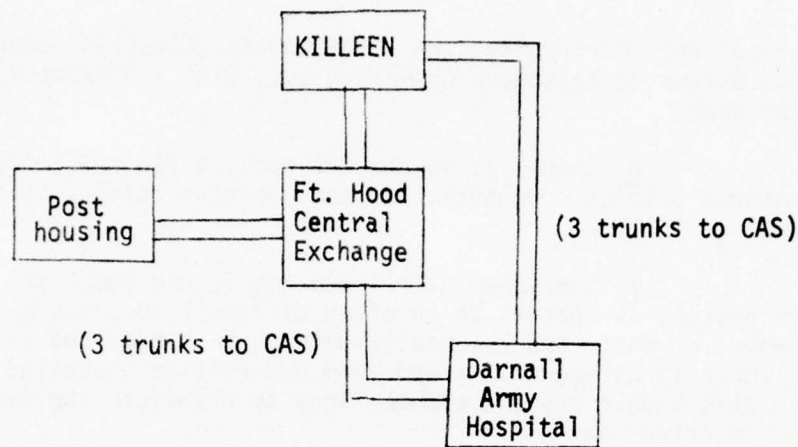 KILLEEN
Post
housing
Ft. Hood
Central
Exchange
(3 trunks to CAS)
(3 trunks to CAS)
Darnall
Army
Hospital